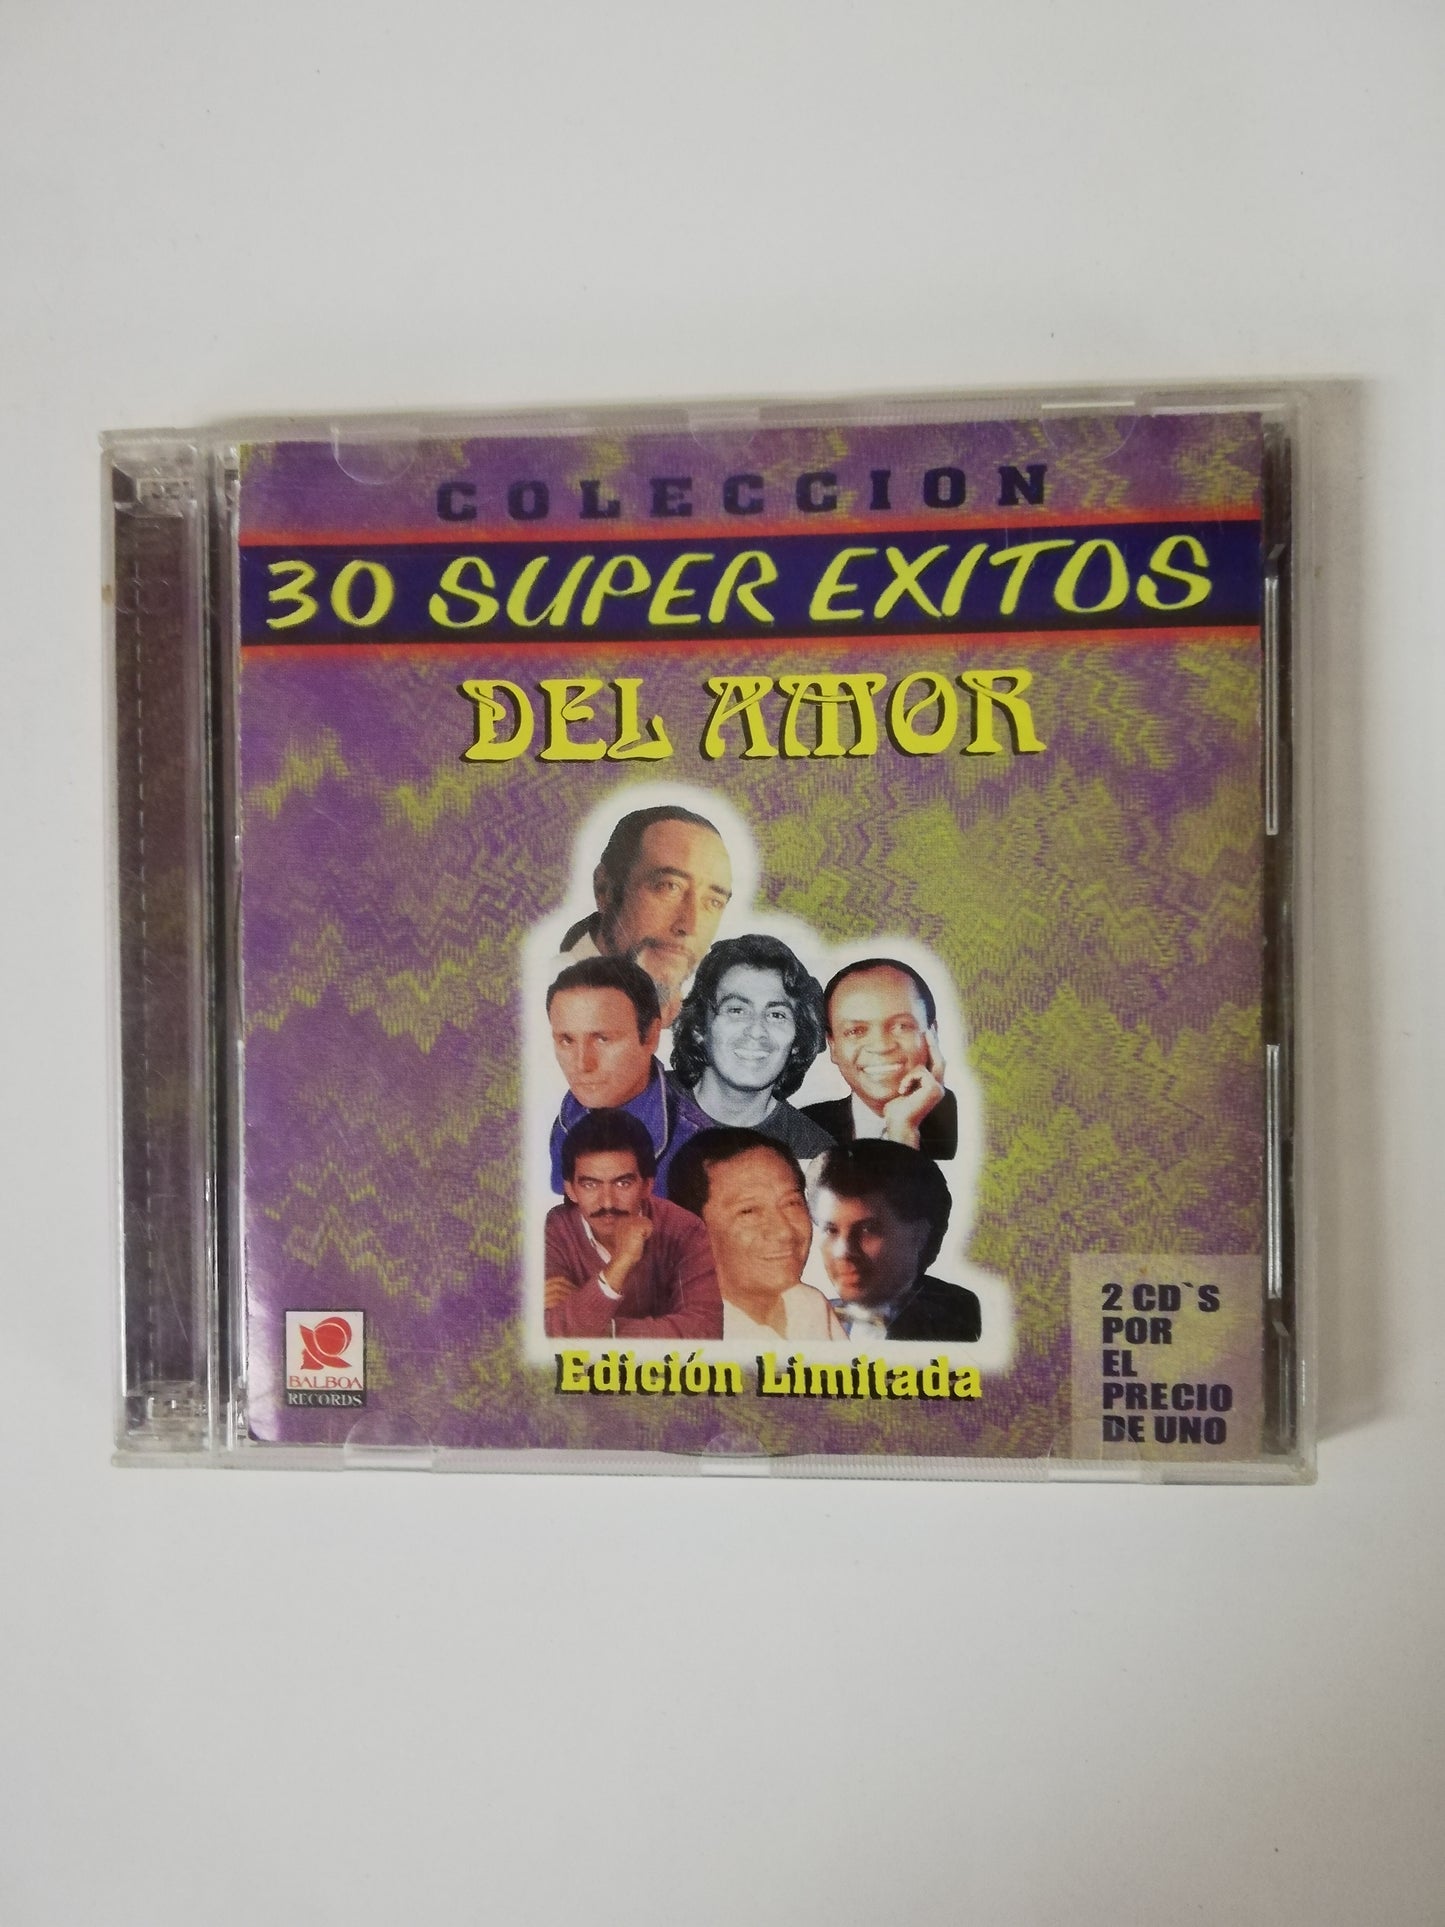 COLECCION
30 SUPER EXITOS
DEL AMOR
Edición Limitada
BALBOA
RECORDS
2 CD`S
POR
EL
PRECIO
DE UNO